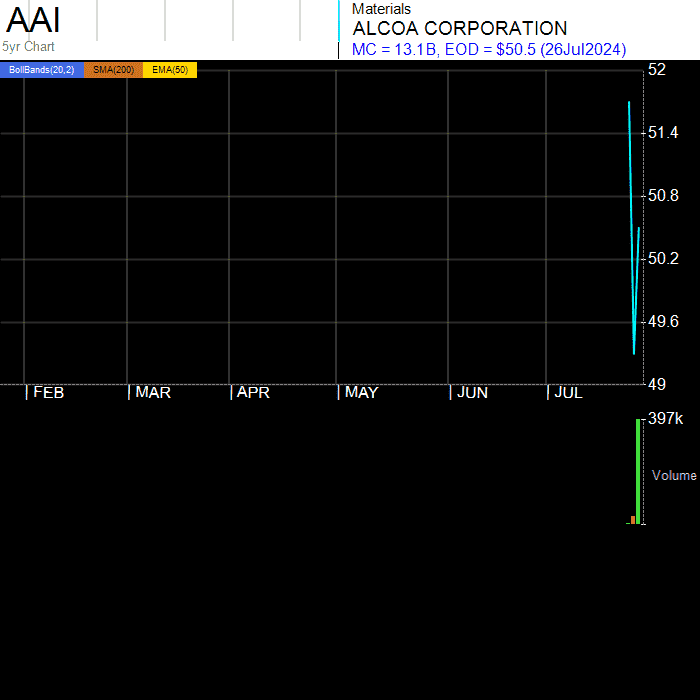 AAI
5yr Chart
Materials
ALCOA CORPORATION
MC = 13.1B, EOD = $50.5 (26Jul2024)
BollBands(20,2) SMA(200) EMA(50)
52
51.4
50.8
50.2
49.6
49
FEB MAR APR MAY JUN JUL
397k
Volume